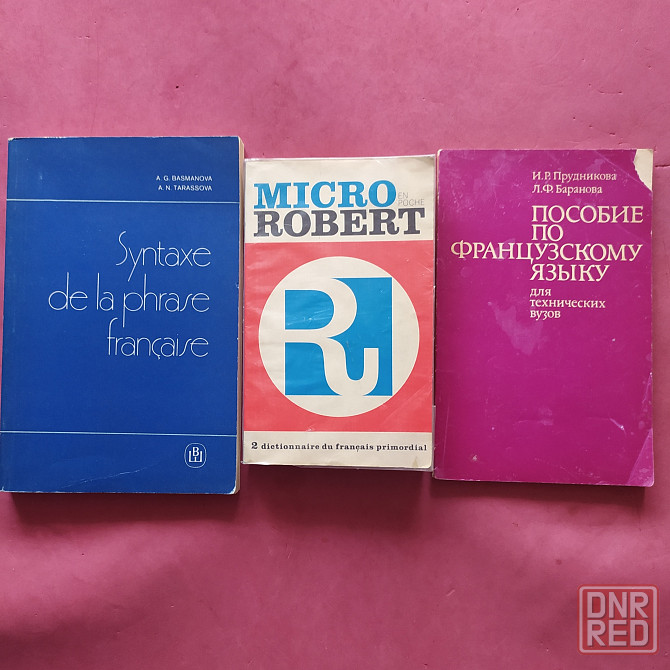 A. G. BASMANOVA
A. N. TARASSOVA
Syntaxe
de la phrase
française
MICRO
EN POCHE
ROBERT
R
2 dictionnaire du français primordial
И.Р. Прудникова
Л.Ф. Баранова
ПОСОБИЕ
ПО
ФРАНЦУЗСКОМУ
ЯЗЫКУ
для
технических
вузов
DNR
RED